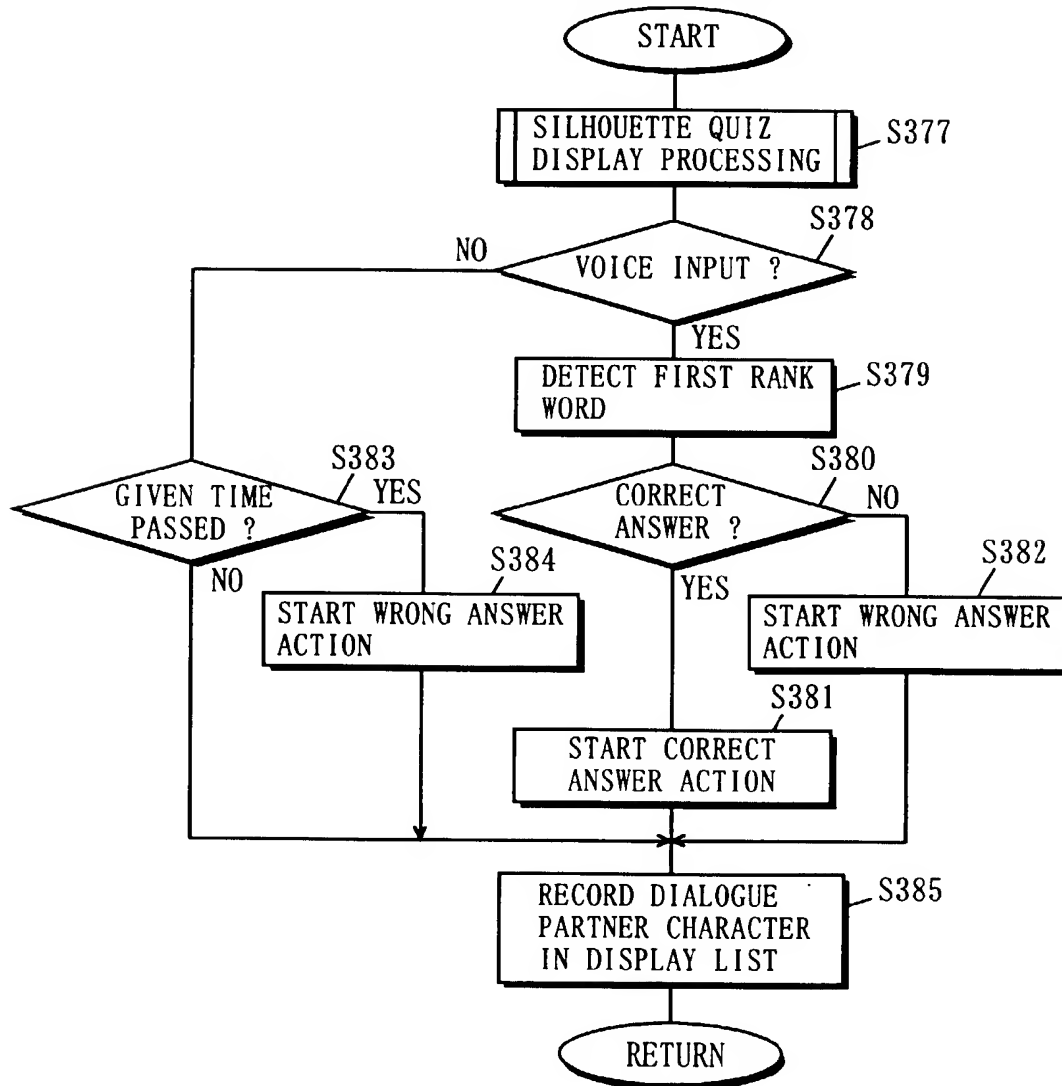 START
SILHOUETTE QUIZ
DISPLAY PROCESSING
S377
S378
NO
VOICE INPUT ?
YES
DETECT FIRST RANK
WORD
S379
S383
GIVEN TIME
PASSED ?
YES
NO
S380
CORRECT
ANSWER ?
NO
YES
S384
START WRONG ANSWER
ACTION
S382
START WRONG ANSWER
ACTION
S381
START CORRECT
ANSWER ACTION
RECORD DIALOGUE
PARTNER CHARACTER
IN DISPLAY LIST
S385
RETURN